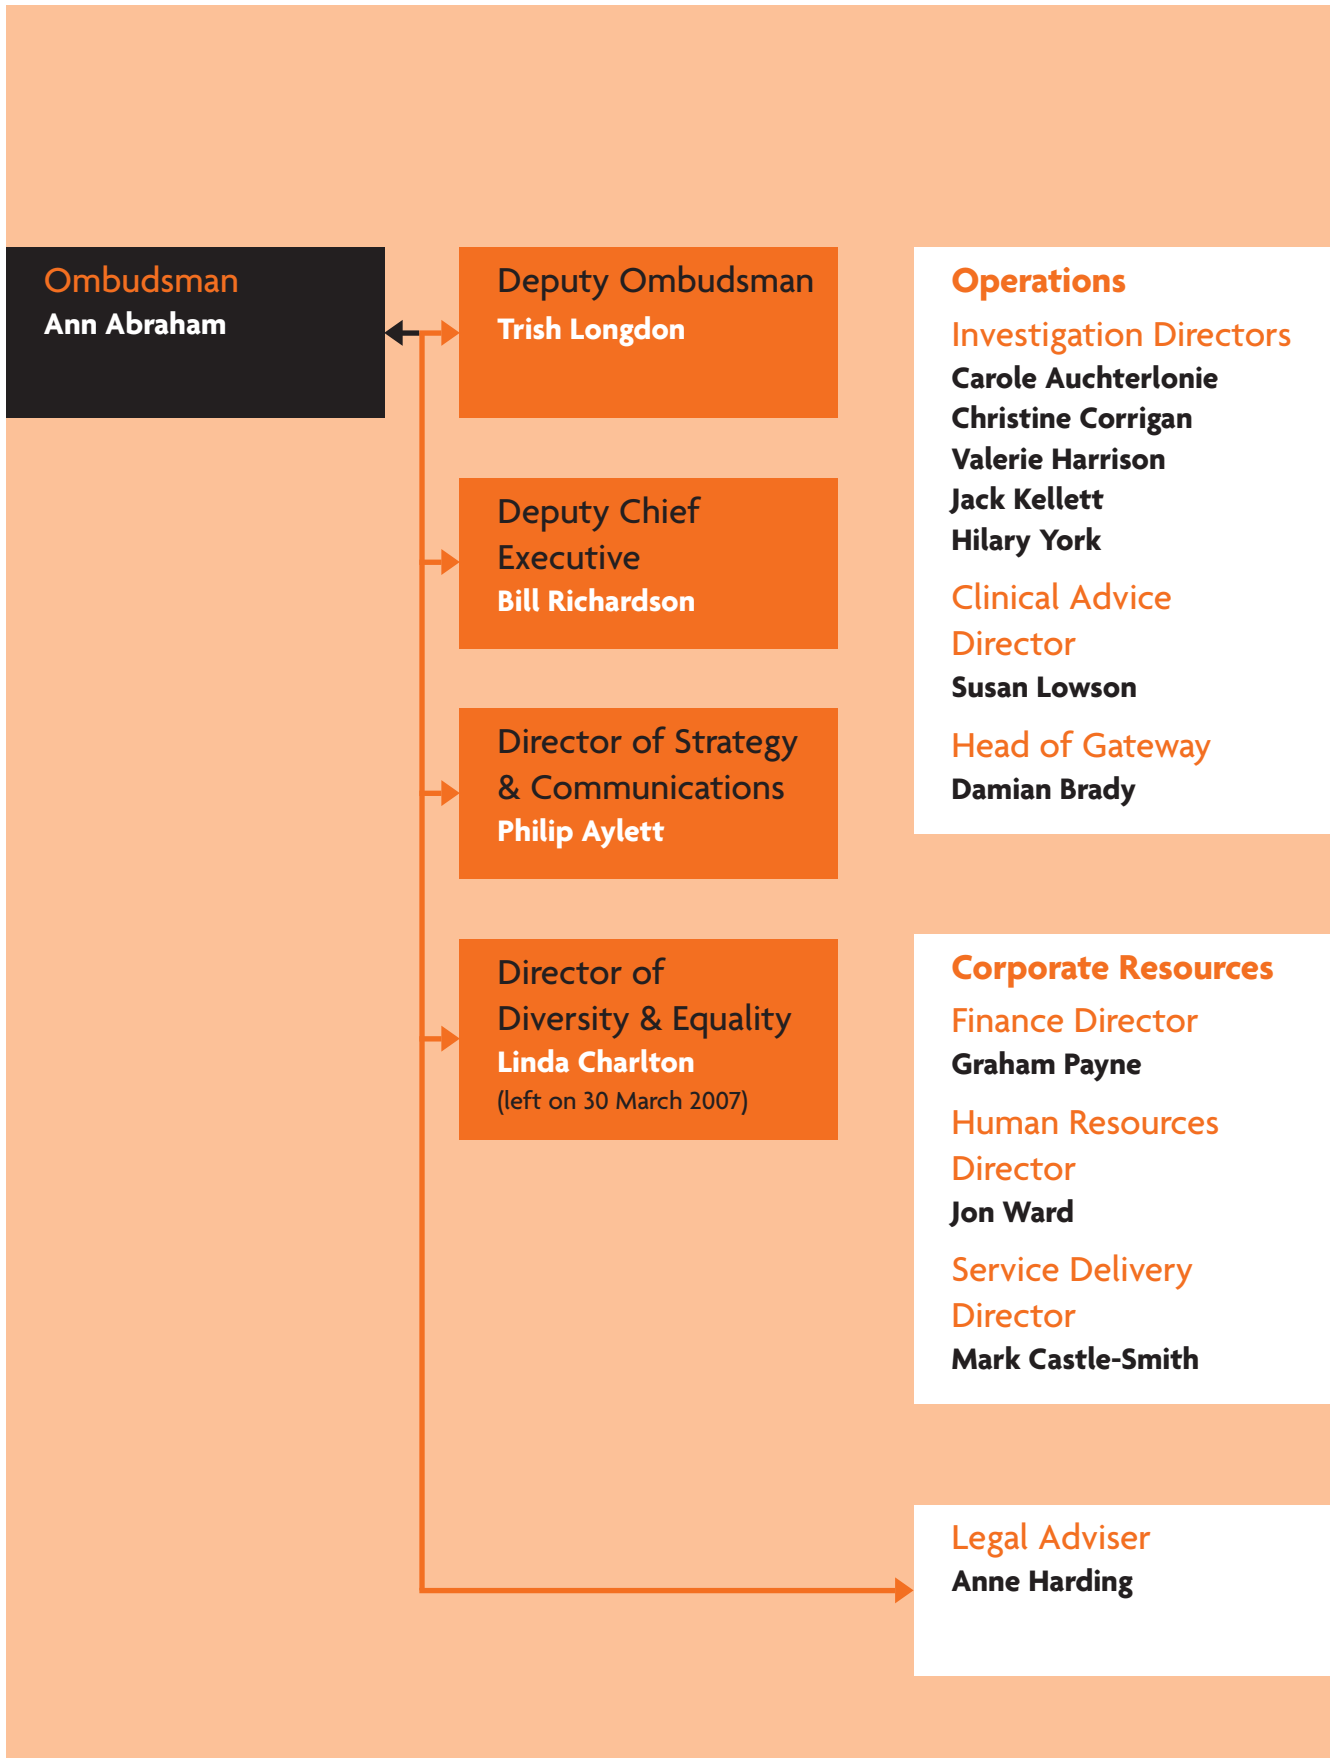 Ombudsman
Ann Abraham
Deputy Ombudsman
Trish Longdon
Deputy Chief
Executive
Bill Richardson
Director of Strategy
& Communications
Philip Aylett
Director of
Diversity & Equality
Linda Charlton
(left on 30 March 2007)
Operations
Investigation Directors
Carole Auchterlonie
Christine Corrigan
Valerie Harrison
Jack Kellett
Hilary York
Clinical Advice
Director
Susan Lowson
Head of Gateway
Damian Brady
Corporate Resources
Finance Director
Graham Payne
Human Resources
Director
Jon Ward
Service Delivery
Director
Mark Castle-Smith
Legal Adviser
Anne Harding